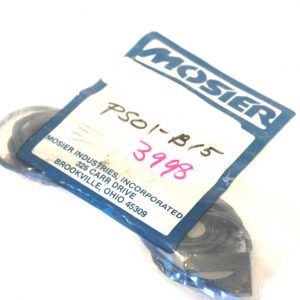 MOSIER
PS01-B15
3998
MOSIER INDUSTRIES, INCORPORATED
325 CARR DRIVE
BROOKVILLE, OHIO 45309